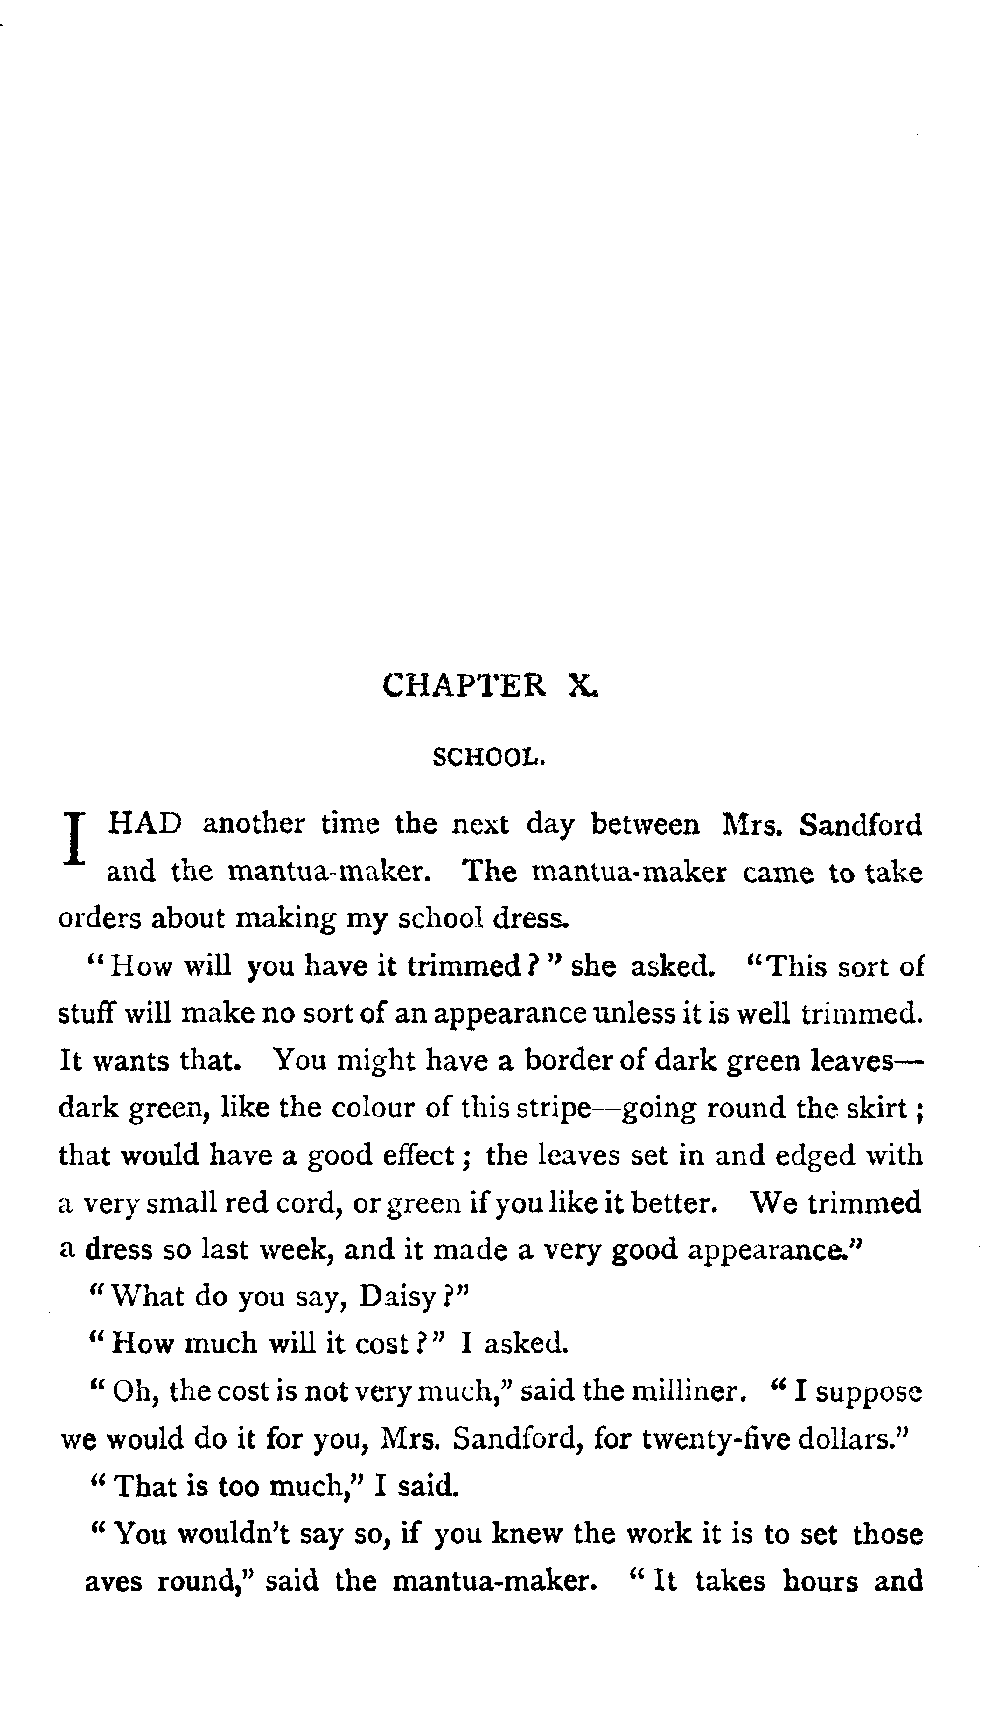 CHAPTER X.
SCHOOL.
I HAD another time the next day between Mrs. Sandford
and the mantua-maker. The mantua-maker came to take
orders about making my school dress.
"How will you have it trimmed?" she asked. "This sort of
stuff will make no sort of an appearance unless it is well trimmed.
It wants that. You might have a border of dark green leaves—
dark green, like the colour of this stripe—going round the skirt;
that would have a good effect; the leaves set in and edged with
a very small red cord, or green if you like it better. We trimmed
a dress so last week, and it made a very good appearance."
"What do you say, Daisy?"
"How much will it cost?" I asked.
"Oh, the cost is not very much," said the milliner. "I suppose
we would do it for you, Mrs. Sandford, for twenty-five dollars."
"That is too much," I said.
"You wouldn't say so, if you knew the work it is to set those
aves round," said the mantua-maker. "It takes hours and